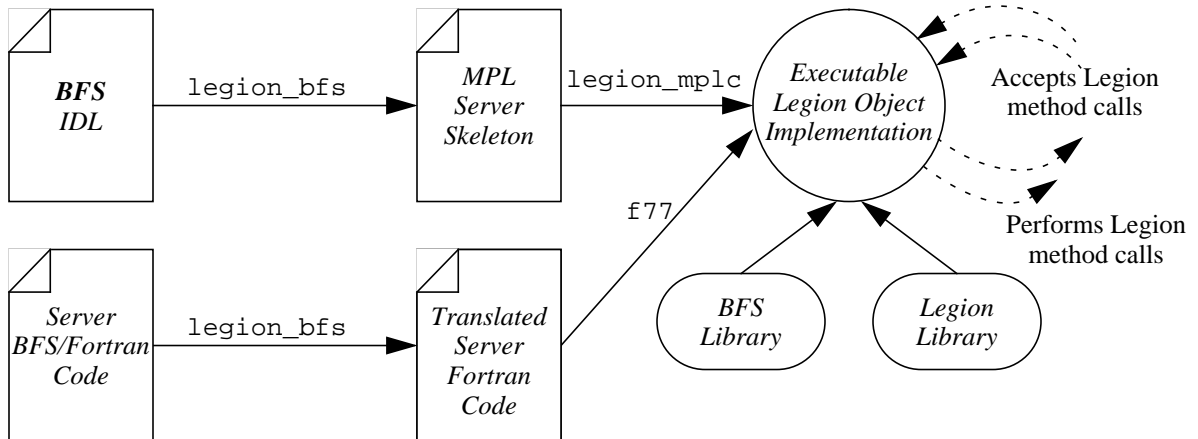 BFS
IDL
legion_bfs
MPL
Server
Skeleton
legion_mplc
Executable
Legion Object
Implementation
Accepts Legion
method calls
Performs Legion
method calls
f77
Server
BFS/Fortran
Code
legion_bfs
Translated
Server
Fortran
Code
BFS
Library
Legion
Library